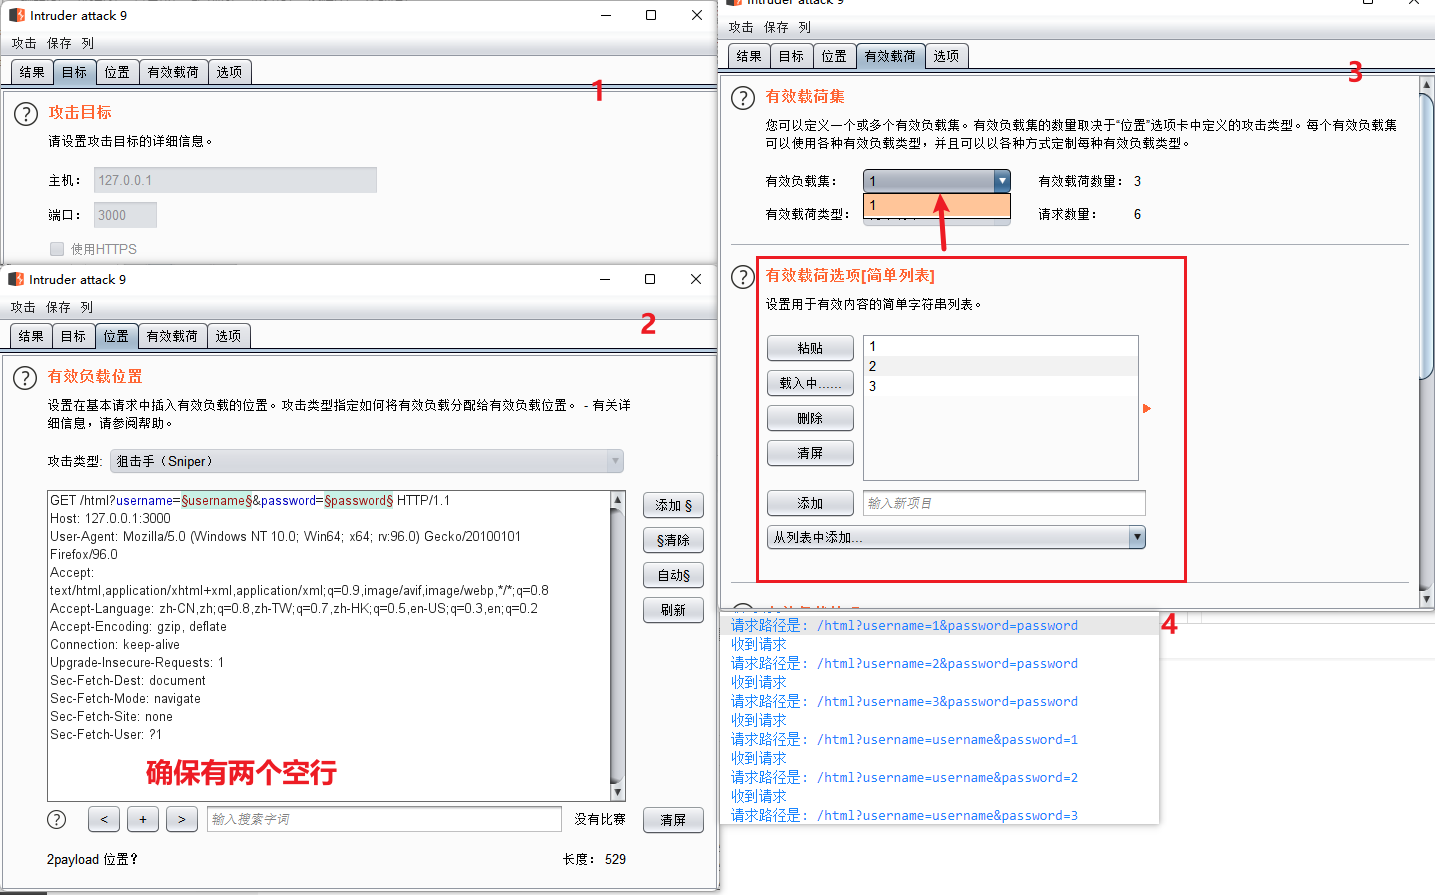 Intruder attack 9
攻击 保存 列
结果 目标 位置 有效载荷 选项
1
攻击目标
请设置攻击目标的详细信息。
主机： 127.0.0.1
端口： 3000
使用HTTPS
Intruder attack 9
攻击 保存 列
结果 目标 位置 有效载荷 选项
2
有效负载位置
设置在基本请求中插入有效负载的位置。攻击类型指定如何将有效负载分配给有效负载位置。 - 有关详
细信息，请参阅帮助。
攻击类型: 狙击手（Sniper）
GET /html?username=§username§&password=§password§ HTTP/1.1
Host: 127.0.0.1:3000
User-Agent: Mozilla/5.0 (Windows NT 10.0; Win64; x64; rv:96.0) Gecko/20100101
Firefox/96.0
Accept:
text/html,application/xhtml+xml,application/xml;q=0.9,image/avif,image/webp,*/*;q=0.8
Accept-Language: zh-CN,zh;q=0.8,zh-TW;q=0.7,zh-HK;q=0.5,en-US;q=0.3,en;q=0.2
Accept-Encoding: gzip, deflate
Connection: keep-alive
Upgrade-Insecure-Requests: 1
Sec-Fetch-Dest: document
Sec-Fetch-Mode: navigate
Sec-Fetch-Site: none
Sec-Fetch-User: ?1
确保有两个空行
添加 §
§清除
自动§
刷新
< + > 输入搜索字词 没有比赛 清屏
2payload 位置? 长度： 529
Intruder attack 9
攻击 保存 列
结果 目标 位置 有效载荷 选项
3
有效载荷集
您可以定义一个或多个有效负载集。有效负载集的数量取决于“位置”选项卡中定义的攻击类型。每个有效负载集
可以使用各种有效负载类型，并且可以以各种方式定制每种有效负载类型。
有效负载集： 1 有效载荷数量： 3
1
有效载荷类型： 请求数量： 6
有效载荷选项[简单列表]
设置用于有效内容的简单字符串列表。
粘贴
载入中......
删除
清屏
1
2
3
添加 输入新项目
从列表中添加...
4
请求路径是: /html?username=1&password=password
收到请求
请求路径是: /html?username=2&password=password
收到请求
请求路径是: /html?username=3&password=password
收到请求
请求路径是: /html?username=username&password=1
收到请求
请求路径是: /html?username=username&password=2
收到请求
请求路径是: /html?username=username&password=3